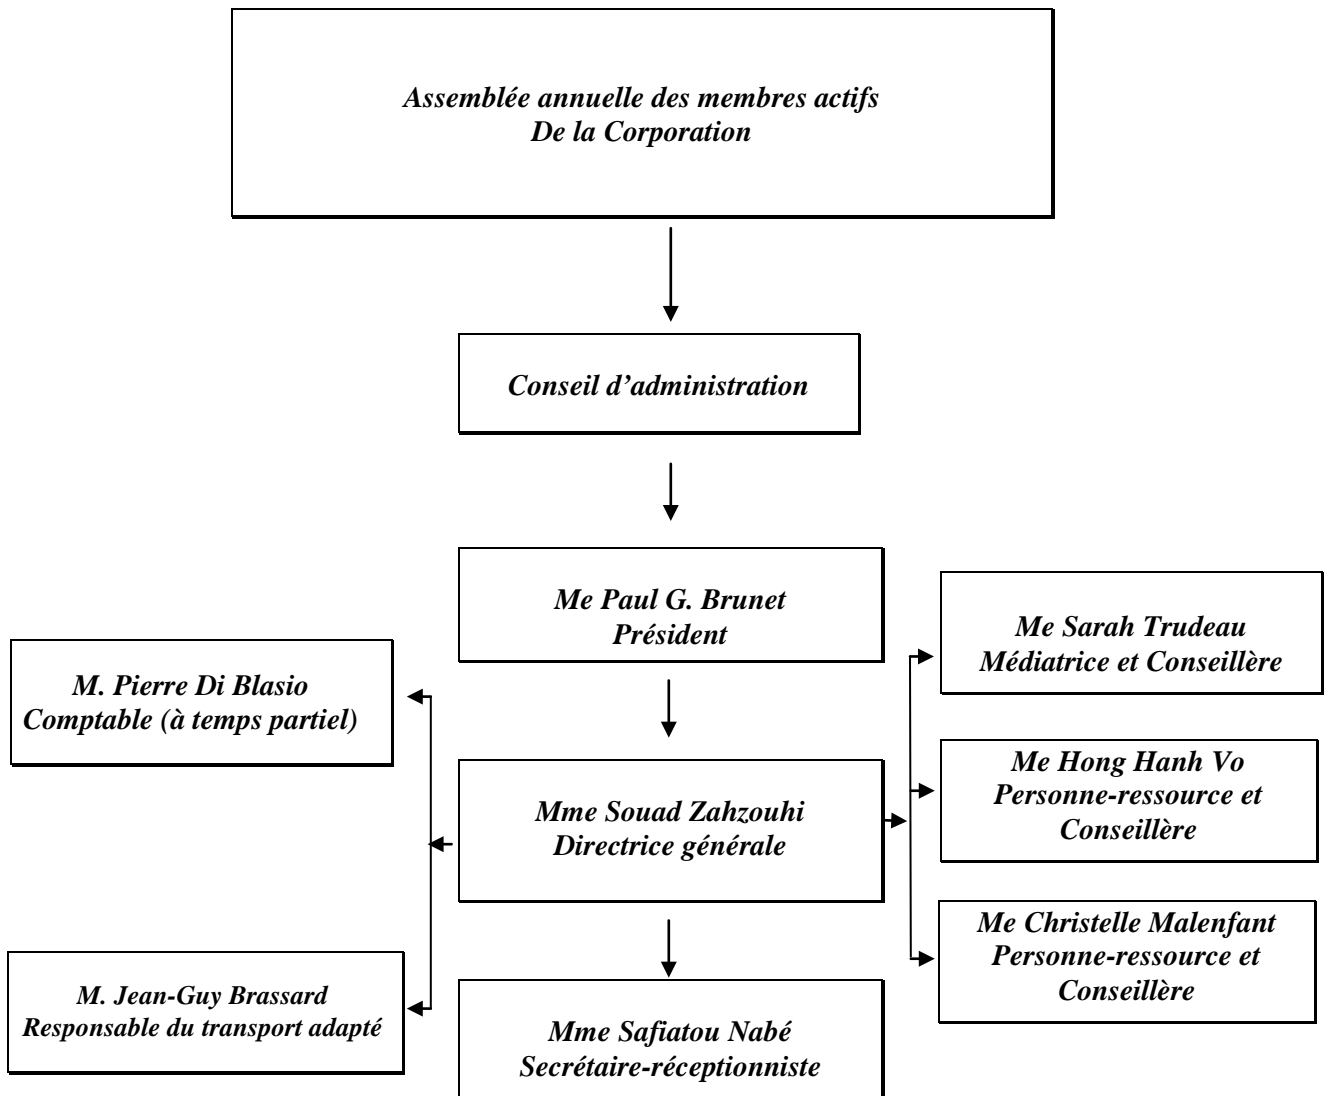 Assemblée annuelle des membres actifs
De la Corporation
Conseil d’administration
Me Paul G. Brunet
Président
Me Sarah Trudeau
Médiatrice et Conseillère
M. Pierre Di Blasio
Comptable (à temps partiel)
Me Hong Hanh Vo
Personne-ressource et
Conseillère
Mme Souad Zahzouhi
Directrice générale
Me Christelle Malenfant
Personne-ressource et
Conseillère
M. Jean-Guy Brassard
Responsable du transport adapté
Mme Safiatou Nabé
Secrétaire-réceptionniste